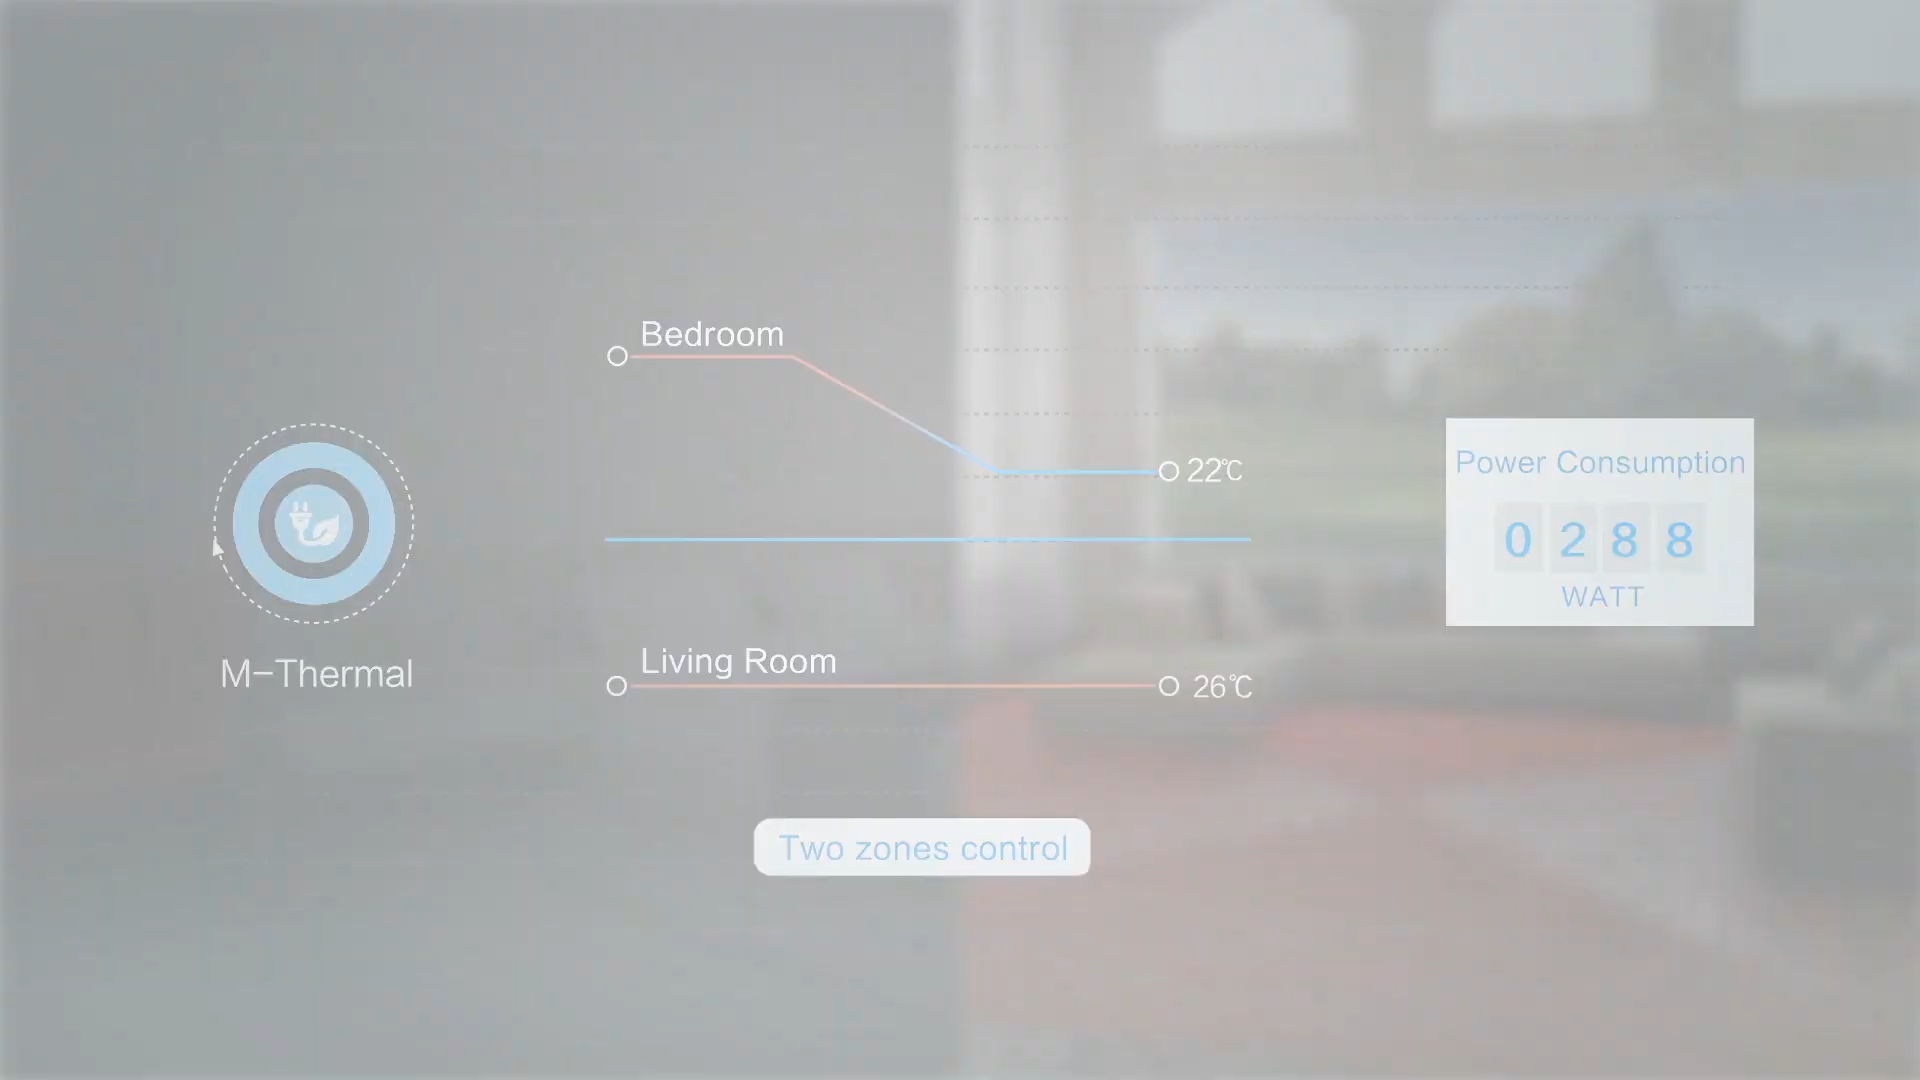 Bedroom
22℃
M-Thermal
Living Room
26℃
Two zones control
Power Consumption
0288
WATT